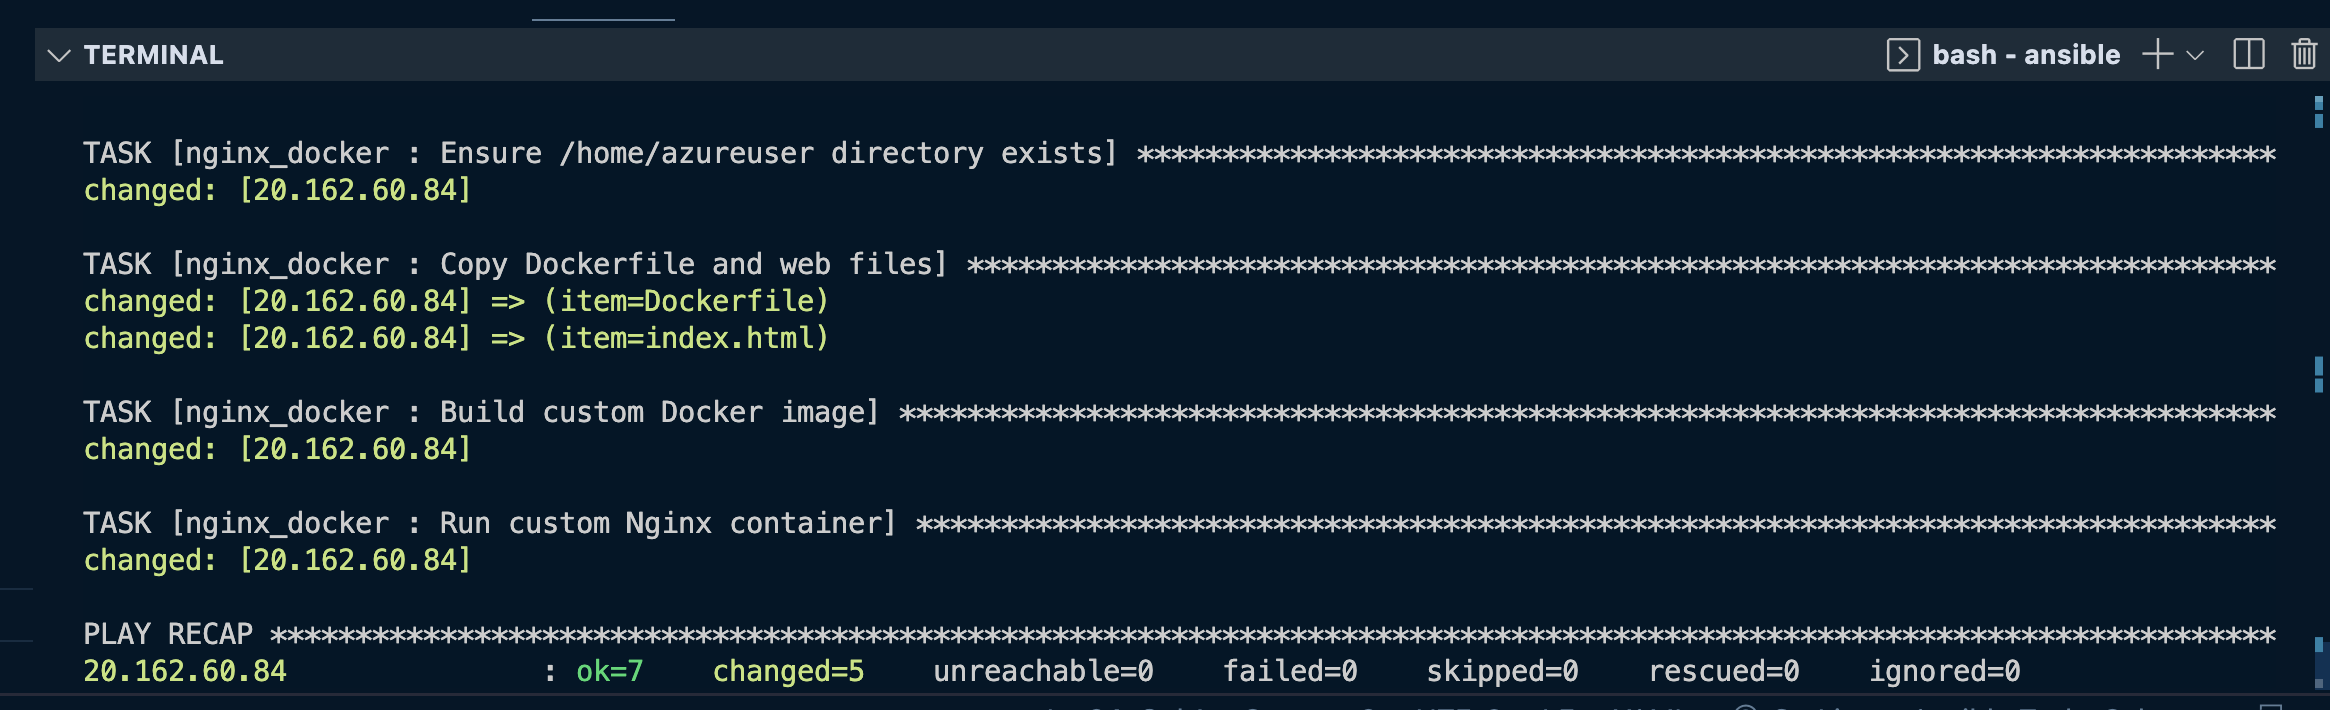 TERMINAL
bash - ansible
TASK [nginx_docker : Ensure /home/azureuser directory exists] *******************************************************************
changed: [20.162.60.84]
TASK [nginx_docker : Copy Dockerfile and web files] *****************************************************************************
changed: [20.162.60.84] => (item=Dockerfile)
changed: [20.162.60.84] => (item=index.html)
TASK [nginx_docker : Build custom Docker image] *********************************************************************************
changed: [20.162.60.84]
TASK [nginx_docker : Run custom Nginx container] ********************************************************************************
changed: [20.162.60.84]
PLAY RECAP **********************************************************************************************************************
20.162.60.84 : ok=7 changed=5 unreachable=0 failed=0 skipped=0 rescued=0 ignored=0